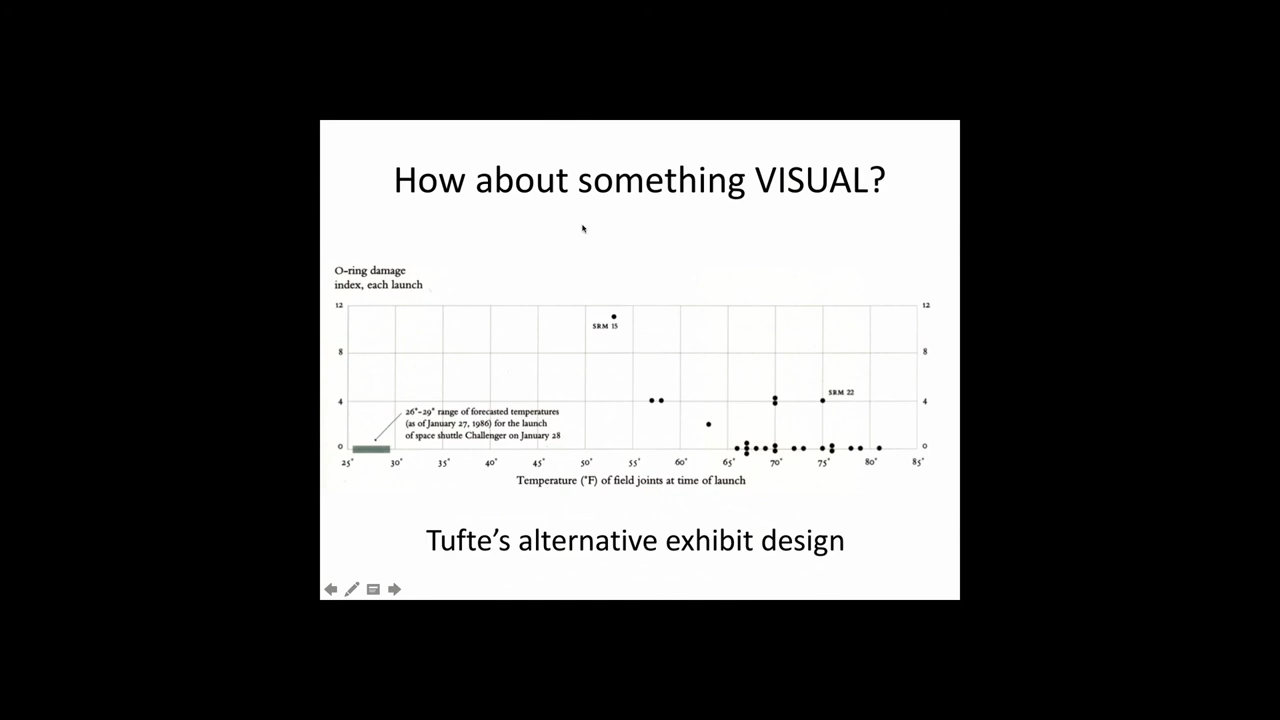 How about something VISUAL?
O-ring damage
index, each launch
12
12
SRM 15
8
8
SRM 22
4
4
26°–29° range of forecasted temperatures
(as of January 27, 1986) for the launch
of space shuttle Challenger on January 28
0
0
25° 30° 35° 40° 45° 50° 55° 60° 65° 70° 75° 80° 85°
Temperature (°F) of field joints at time of launch
Tufte’s alternative exhibit design